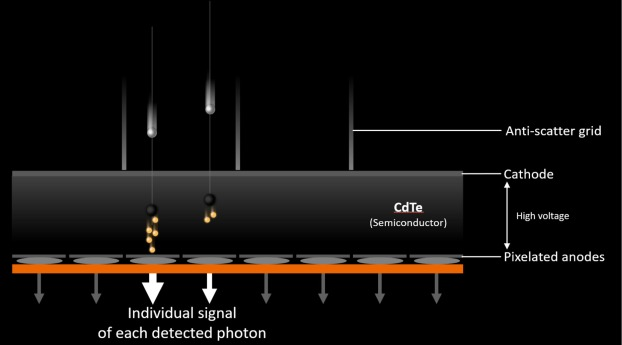 Anti-scatter grid
Cathode
CdTe
(Semiconductor)
High voltage
Pixelated anodes
Individual signal
of each detected photon